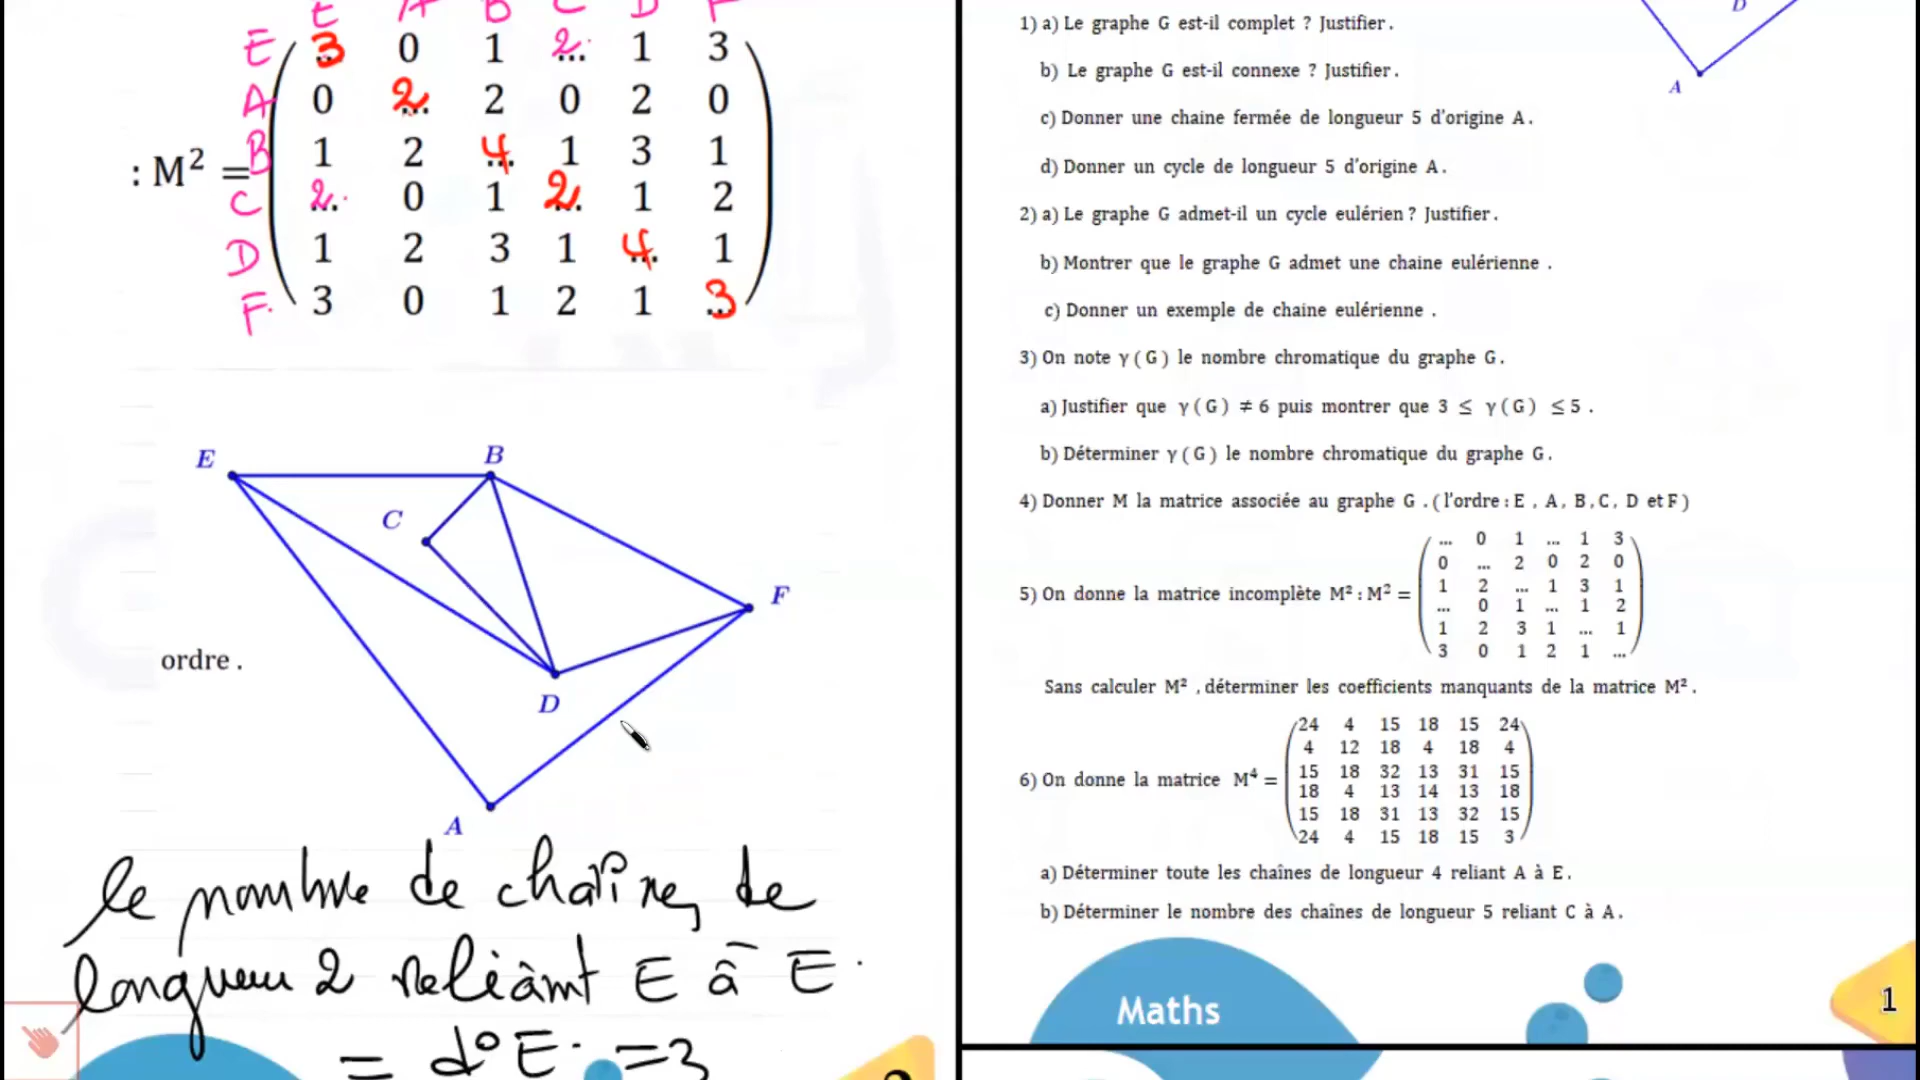 E A B C D F
E 3 0 1 2 1 3
A 0 2 2 0 2 0
B 1 2 4 1 3 1
: M² =
C 2 0 1 2 1 2
D 1 2 3 1 4 1
F 3 0 1 2 1 3
E
B
C
F
ordre .
D
A
le nombre de chaînes de
longueur 2 reliant E à E
= d° E = 3
D
A
1) a) Le graphe G est-il complet ? Justifier.
b) Le graphe G est-il connexe ? Justifier.
c) Donner une chaine fermée de longueur 5 d'origine A.
d) Donner un cycle de longueur 5 d'origine A.
2) a) Le graphe G admet-il un cycle eulérien ? Justifier.
b) Montrer que le graphe G admet une chaine eulérienne .
c) Donner un exemple de chaine eulérienne .
3) On note γ ( G ) le nombre chromatique du graphe G.
a) Justifier que γ ( G ) ≠ 6 puis montrer que 3 ≤ γ ( G ) ≤ 5 .
b) Déterminer γ ( G ) le nombre chromatique du graphe G.
4) Donner M la matrice associée au graphe G . ( l'ordre : E , A , B , C , D et F )
... 0 1 ... 1 3
0 ... 2 0 2 0
1 2 ... 1 3 1
5) On donne la matrice incomplète M² : M² =
... 0 1 ... 1 2
1 2 3 1 ... 1
3 0 1 2 1 ...
Sans calculer M² , déterminer les coefficients manquants de la matrice M² .
24 4 15 18 15 24
4 12 18 4 18 4
15 18 32 13 31 15
6) On donne la matrice M⁴ =
18 4 13 14 13 18
15 18 31 13 32 15
24 4 15 18 15 3
a) Déterminer toute les chaînes de longueur 4 reliant A à E .
b) Déterminer le nombre des chaînes de longueur 5 reliant C à A .
Maths
1